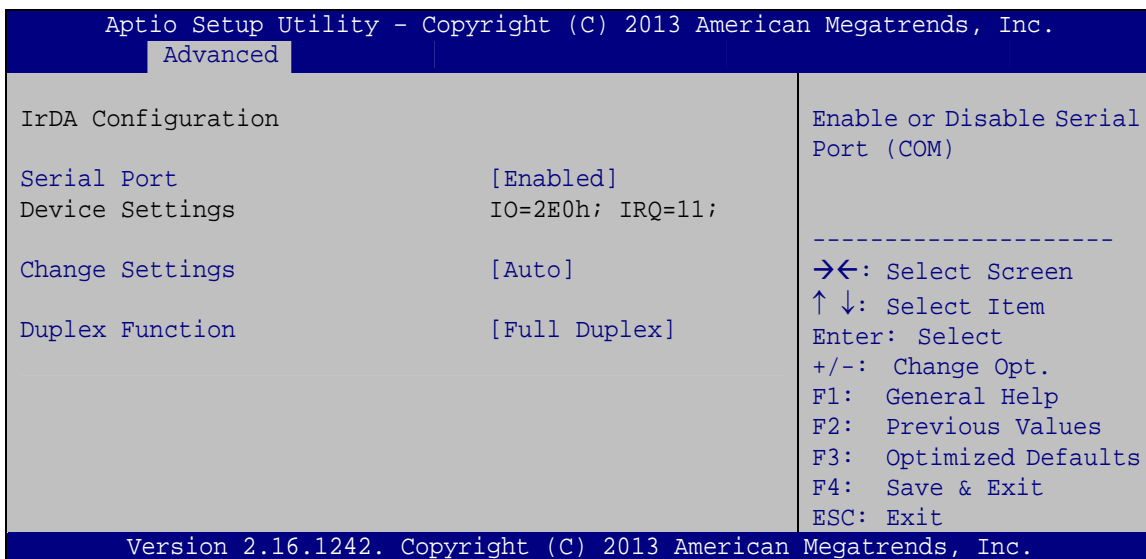 Aptio Setup Utility – Copyright (C) 2013 American Megatrends, Inc.
Advanced
IrDA Configuration
Serial Port [Enabled]
Device Settings IO=2E0h; IRQ=11;
Change Settings [Auto]
Duplex Function [Full Duplex]
Enable or Disable Serial
Port (COM)
---------------------
→←: Select Screen
↑ ↓: Select Item
Enter: Select
+/-: Change Opt.
F1: General Help
F2: Previous Values
F3: Optimized Defaults
F4: Save & Exit
ESC: Exit
Version 2.16.1242. Copyright (C) 2013 American Megatrends, Inc.